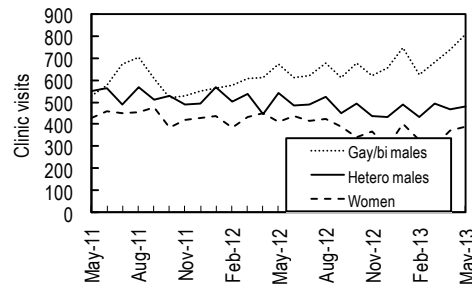 900
800
700
600
500
400
300
200
100
0
Clinic visits
Gay/bi males
Hetero males
Women
May-11
Aug-11
Nov-11
Feb-12
May-12
Aug-12
Nov-12
Feb-13
May-13